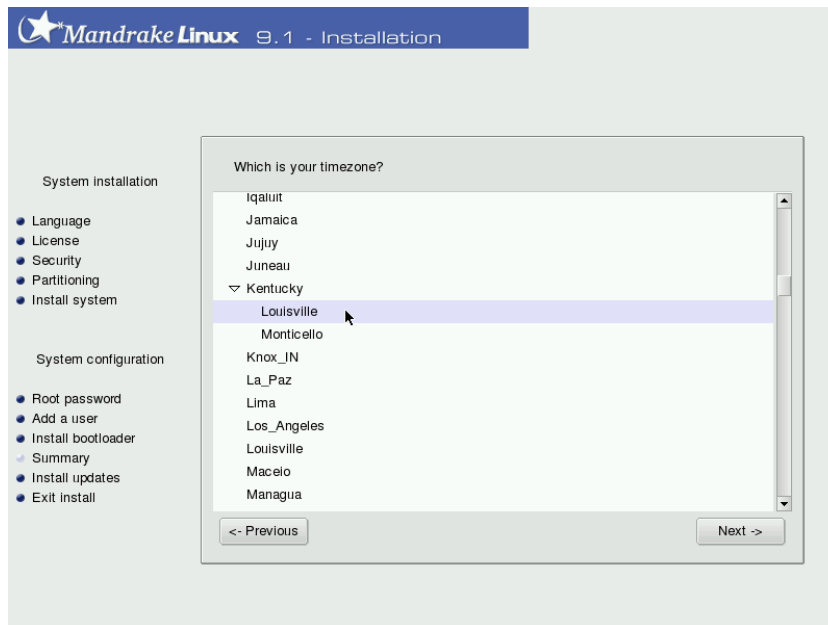 Mandrake Linux 9.1 - Installation
System installation
Language
License
Security
Partitioning
Install system
System configuration
Root password
Add a user
Install bootloader
Summary
Install updates
Exit install
Which is your timezone?
Iqaluit
Jamaica
Jujuy
Juneau
Kentucky
Louisville
Monticello
Knox_IN
La_Paz
Lima
Los_Angeles
Louisville
Maceio
Managua
<- Previous
Next ->